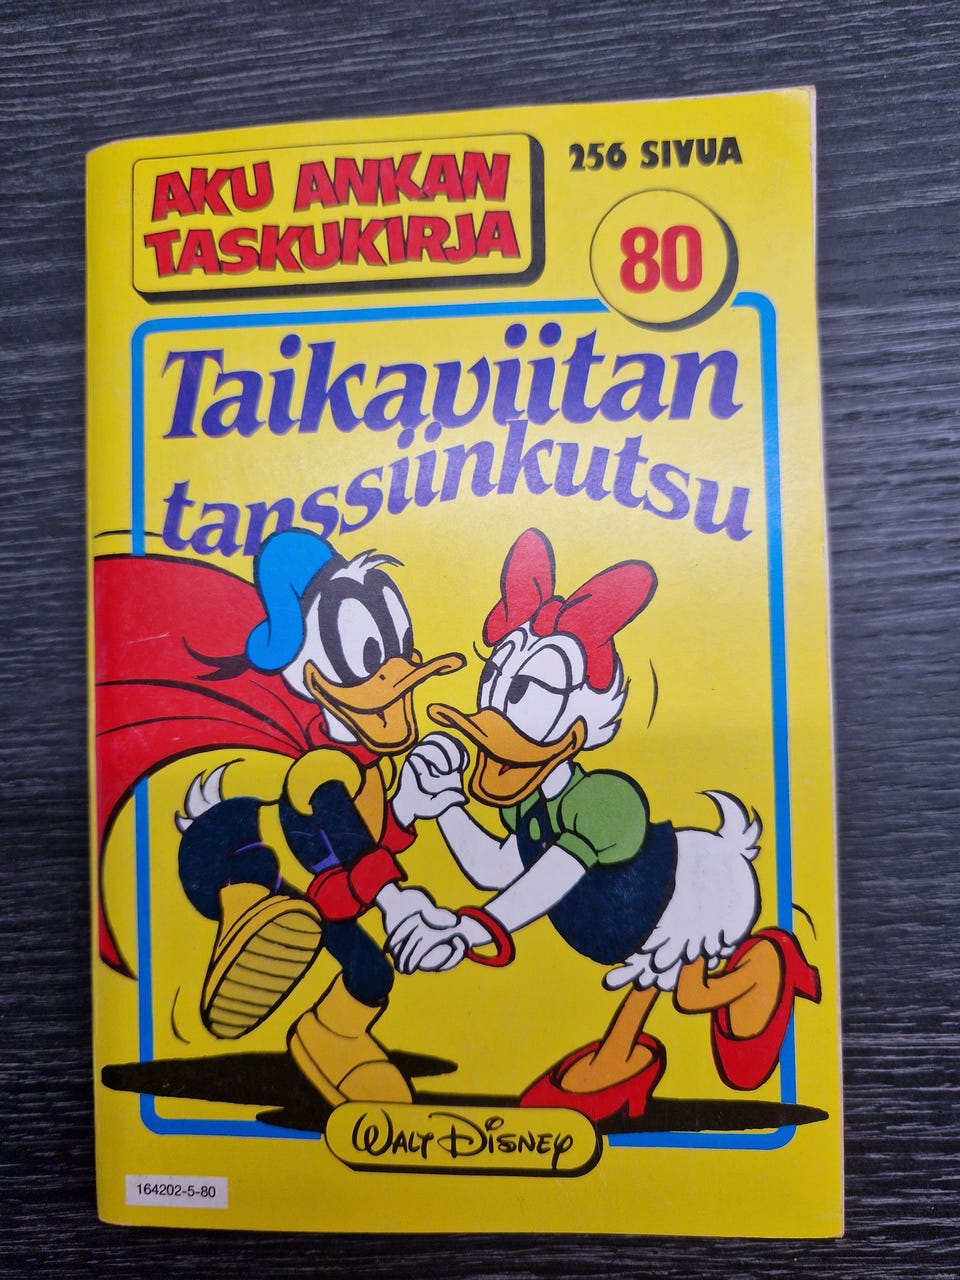 AKU ANKAN
TASKUKIRJA
256 SIVUA
80
Taikaviitan
tanssiinkutsu
WALT DISNEY
164202-5-80